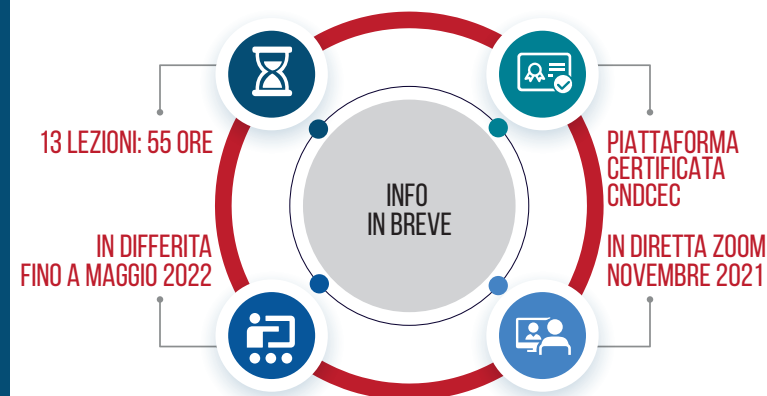 13 LEZIONI: 55 ORE
PIATTAFORMA
CERTIFICATA
CNDCEC
INFO
IN BREVE
IN DIFFERITA
FINO A MAGGIO 2022
IN DIRETTA ZOOM
NOVEMBRE 2021